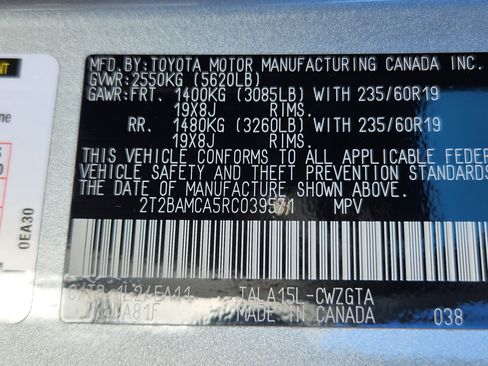 MFD.BY:TOYOTA MOTOR MANUFACTURING CANADA INC.
GVWR:2550KG (5620LB)
GAWR:FRT. 1400KG (3085LB) WITH 235/60R19
19X8J RIMS.
RR. 1480KG (3260LB) WITH 235/60R19
19X8J RIMS.
THIS VEHICLE CONFORMS TO ALL APPLICABLE FEDER
VEHICLE SAFETY AND THEFT PREVENTION STANDARDS
THE DATE OF MANUFACTURE SHOWN ABOVE.
2T2BAMCA5RC039571 MPV
TALA15L-CWZGTA
A81F MADE IN CANADA 038
0EA30